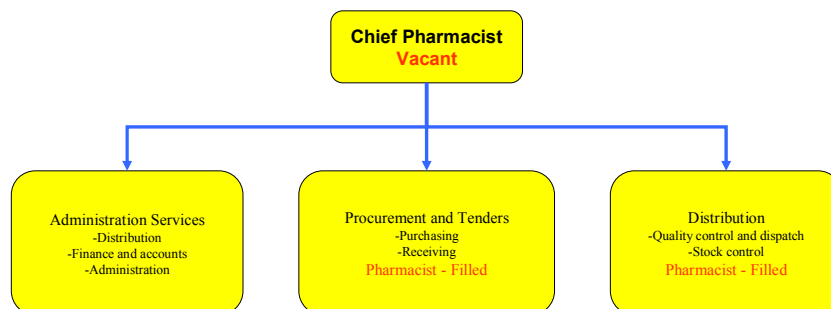 Chief Pharmacist
Vacant
Administration Services
-Distribution
-Finance and accounts
-Administration
Procurement and Tenders
-Purchasing
-Receiving
Pharmacist - Filled
Distribution
-Quality control and dispatch
-Stock control
Pharmacist - Filled